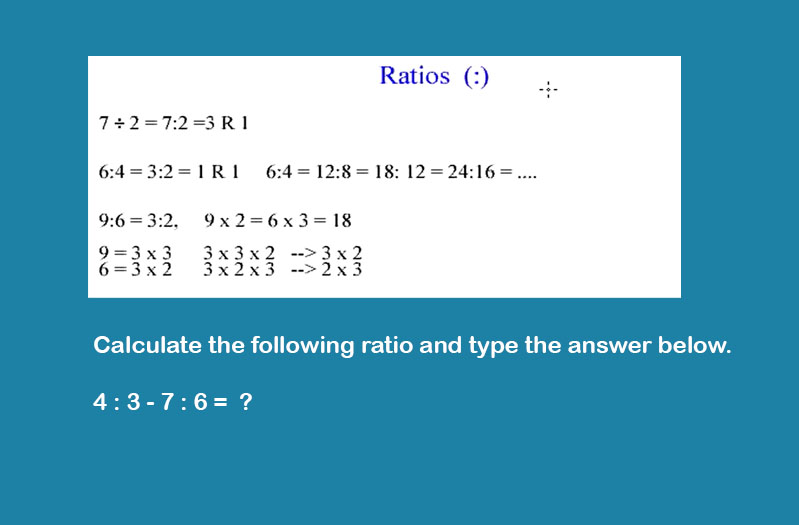 Ratios (:)
7 ÷ 2 = 7:2 =3 R 1
6:4 = 3:2 = 1 R 1 6:4 = 12:8 = 18: 12 = 24:16 = ....
9:6 = 3:2, 9 x 2 = 6 x 3 = 18
9 = 3 x 3 3 x 3 x 2 --> 3 x 2
6 = 3 x 2 3 x 2 x 3 --> 2 x 3
Calculate the following ratio and type the answer below.
4 : 3 - 7 : 6 = ?